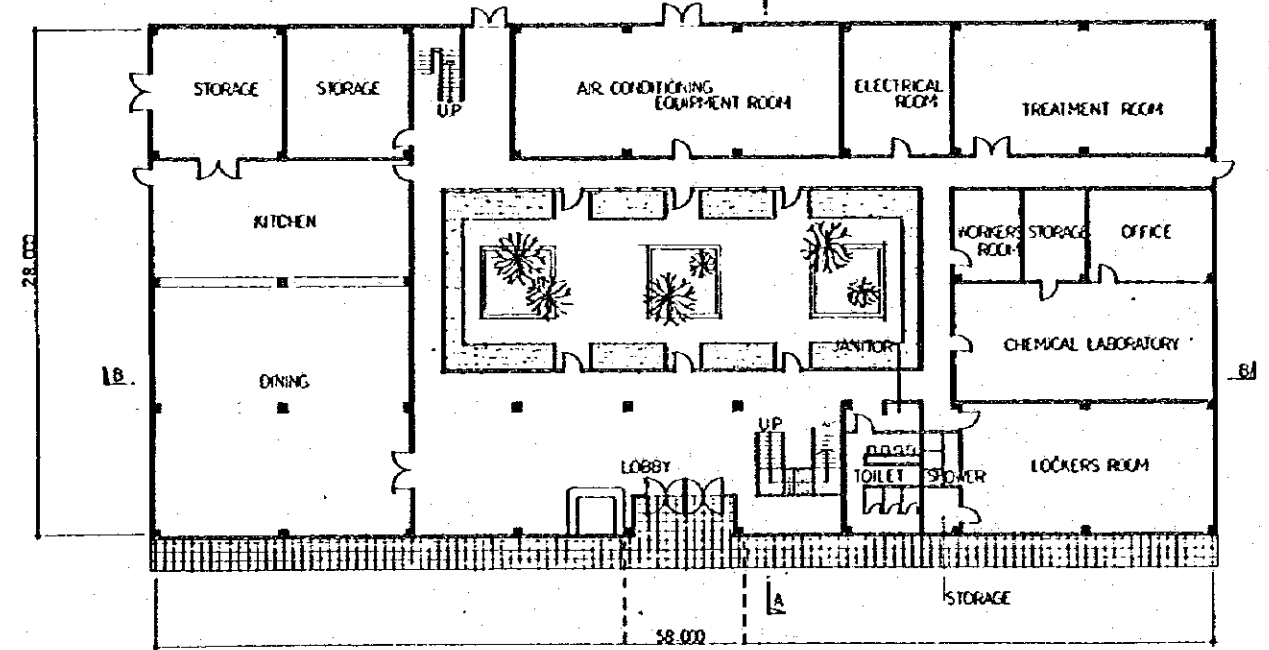 STORAGE
STORAGE
UP
AIR CONDITIONING
EQUIPMENT ROOM
ELECTRICAL
ROOM
TREATMENT ROOM
KITCHEN
WORKERS
ROOM
STORAGE
OFFICE
28.000
JANITOR
CHEMICAL LABORATORY
B
DINING
B
UP
LOBBY
TOILET
SHOWER
LOCKERS ROOM
A
STORAGE
58.000